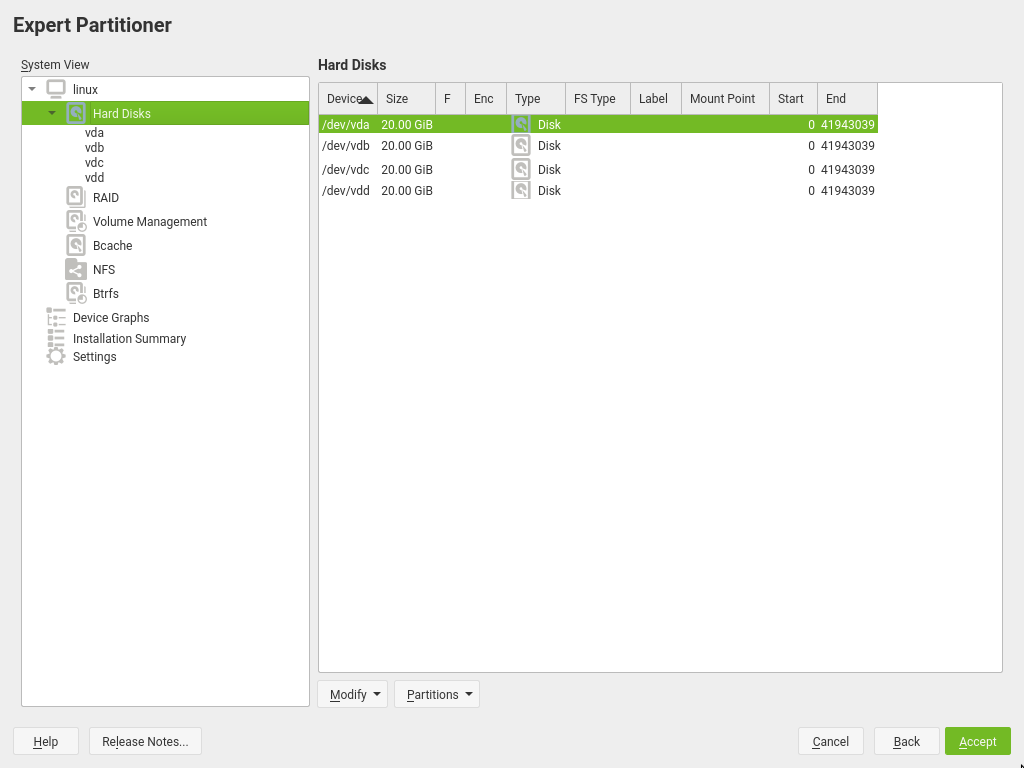 Expert Partitioner
System View
linux
Hard Disks
vda
vdb
vdc
vdd
RAID
Volume Management
Bcache
NFS
Btrfs
Device Graphs
Installation Summary
Settings
Hard Disks
Device Size F Enc Type FS Type Label Mount Point Start End
/dev/vda 20.00 GiB Disk 0 41943039
/dev/vdb 20.00 GiB Disk 0 41943039
/dev/vdc 20.00 GiB Disk 0 41943039
/dev/vdd 20.00 GiB Disk 0 41943039
Modify Partitions
Help Release Notes... Cancel Back Accept